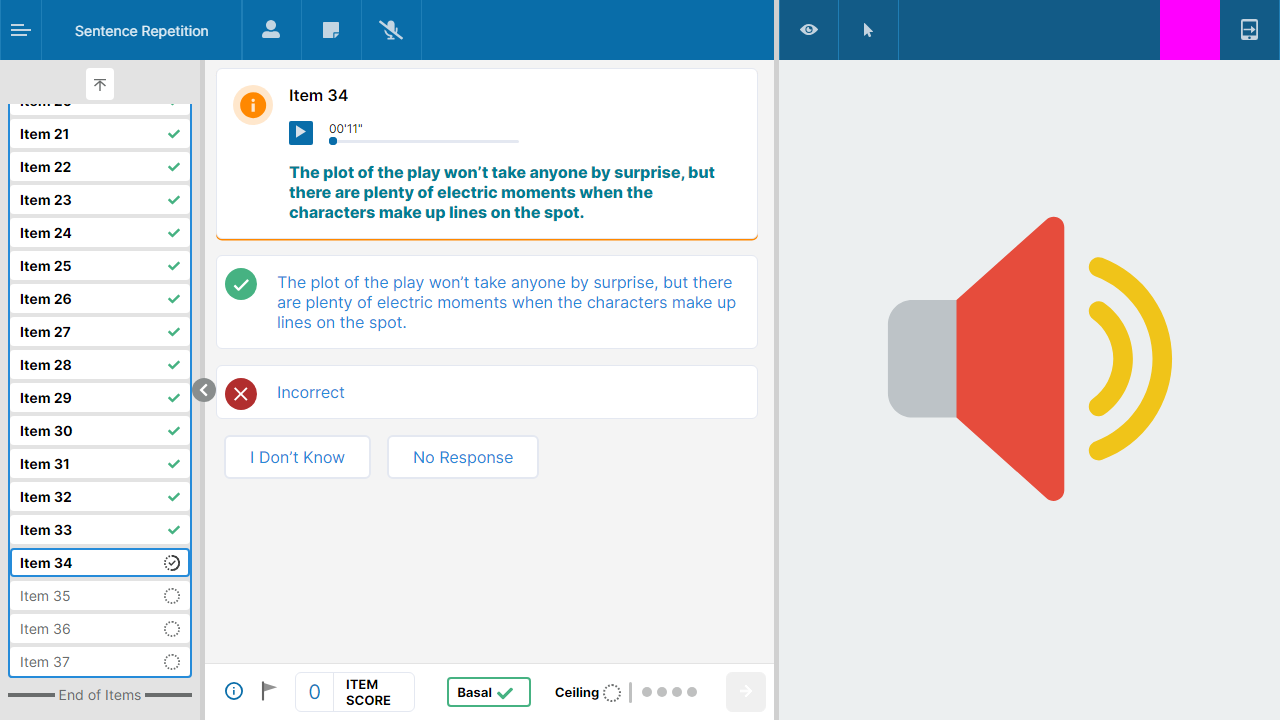 Sentence Repetition
Item 21
Item 22
Item 23
Item 24
Item 25
Item 26
Item 27
Item 28
Item 29
Item 30
Item 31
Item 32
Item 33
Item 34
Item 35
Item 36
Item 37
End of Items
Item 34
00'11"
The plot of the play won’t take anyone by surprise, but
there are plenty of electric moments when the
characters make up lines on the spot.
The plot of the play won’t take anyone by surprise, but there
are plenty of electric moments when the characters make up
lines on the spot.
Incorrect
I Don’t Know
No Response
0
ITEM
SCORE
Basal
Ceiling